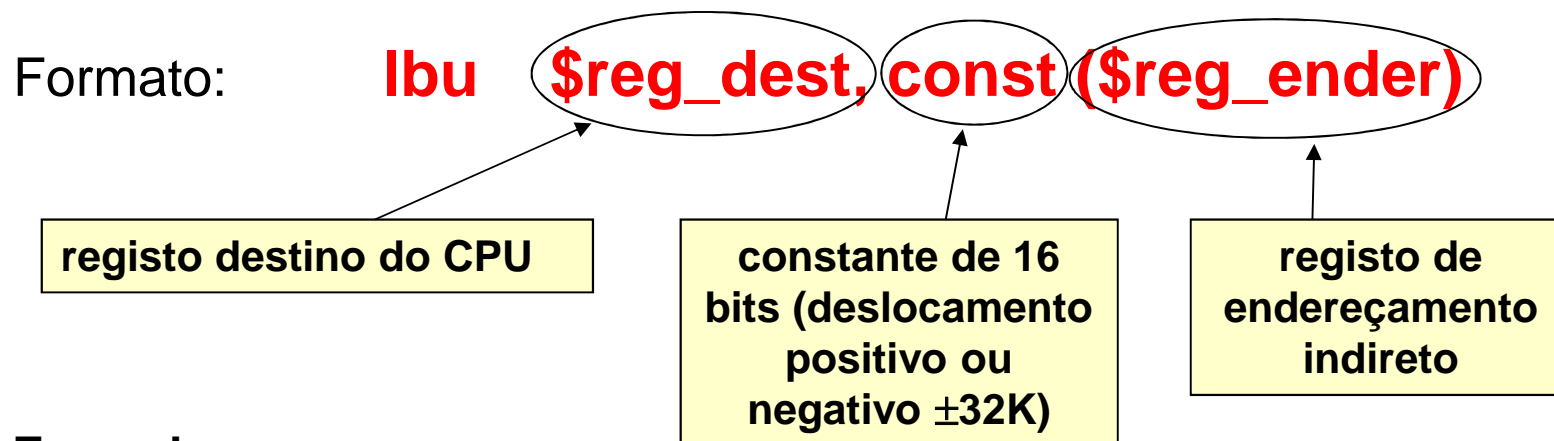 Formato: lbu $reg_dest, const ($reg_ender)
registo destino do CPU
constante de 16
bits (deslocamento
positivo ou
negativo ±32K)
registo de
endereçamento
indireto